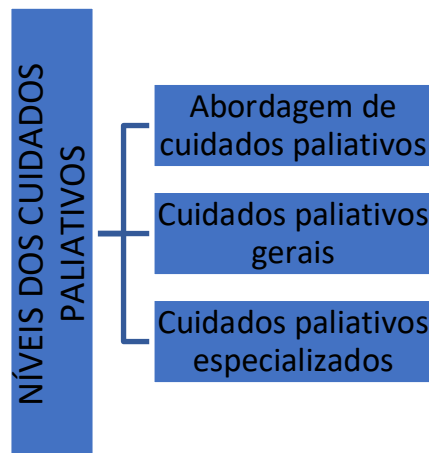 NÍVEIS DOS CUIDADOS
PALIATIVOS
Abordagem de
cuidados paliativos
Cuidados paliativos
gerais
Cuidados paliativos
especializados